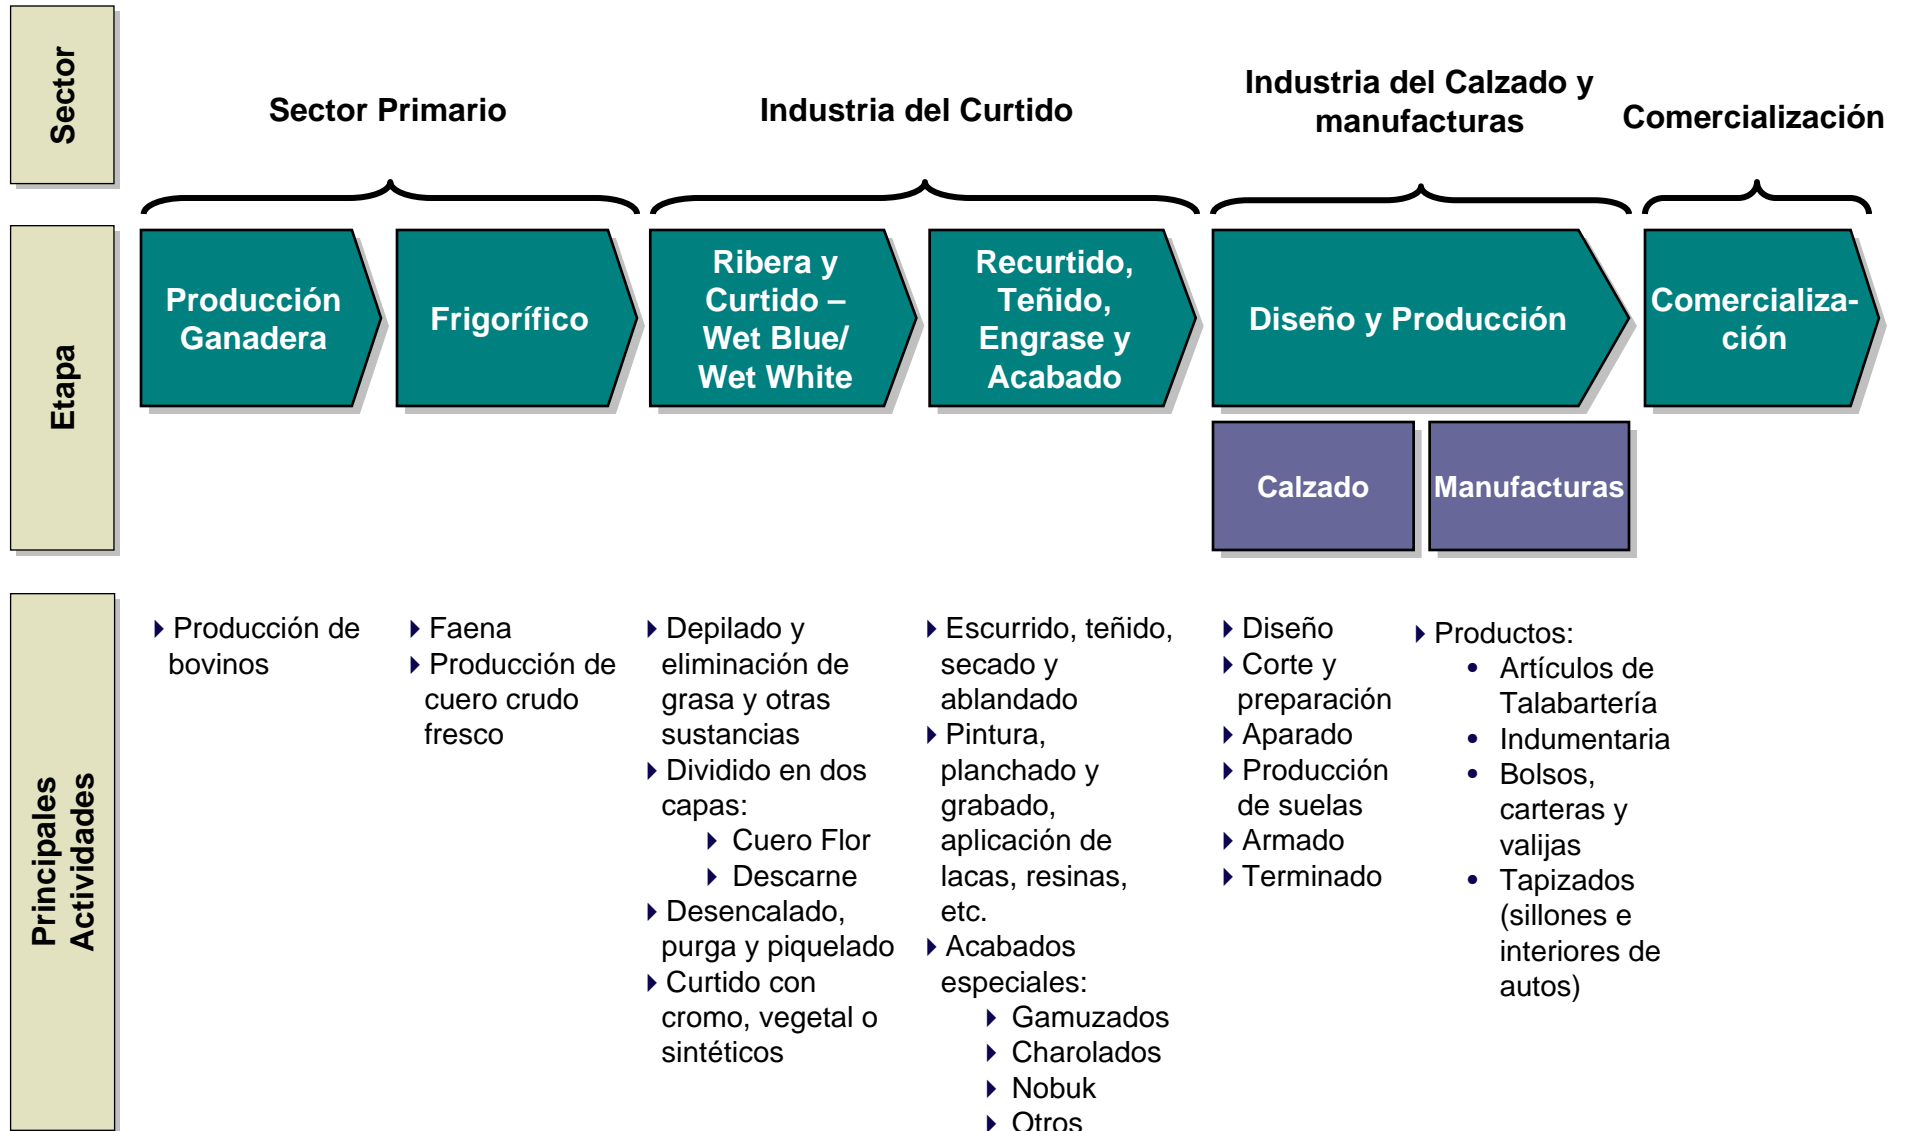 Sector
Sector Primario
Industria del Curtido
Industria del Calzado y
manufacturas
Comercialización
Etapa
Producción
Ganadera
Frigorífico
Ribera y
Curtido –
Wet Blue/
Wet White
Recurtido,
Teñido,
Engrase y
Acabado
Diseño y Producción
Comercializa-
ción
Calzado
Manufacturas
Principales
Actividades
Producción de
bovinos
Faena
Producción de
cuero crudo
fresco
Depilado y
eliminación de
grasa y otras
sustancias
Dividido en dos
capas:
Cuero Flor
Descarne
Desencalado,
purga y piquelado
Curtido con
cromo, vegetal o
sintéticos
Escurrido, teñido,
secado y
ablandado
Pintura,
planchado y
grabado,
aplicación de
lacas, resinas,
etc.
Acabados
especiales:
Gamuzados
Charolados
Nobuk
Otros
Diseño
Corte y
preparación
Aparado
Producción
de suelas
Armado
Terminado
Productos:
Artículos de
Talabartería
Indumentaria
Bolsos,
carteras y
valijas
Tapizados
(sillones e
interiores de
autos)